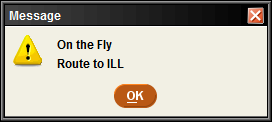 Message
On the Fly
Route to ILL
OK